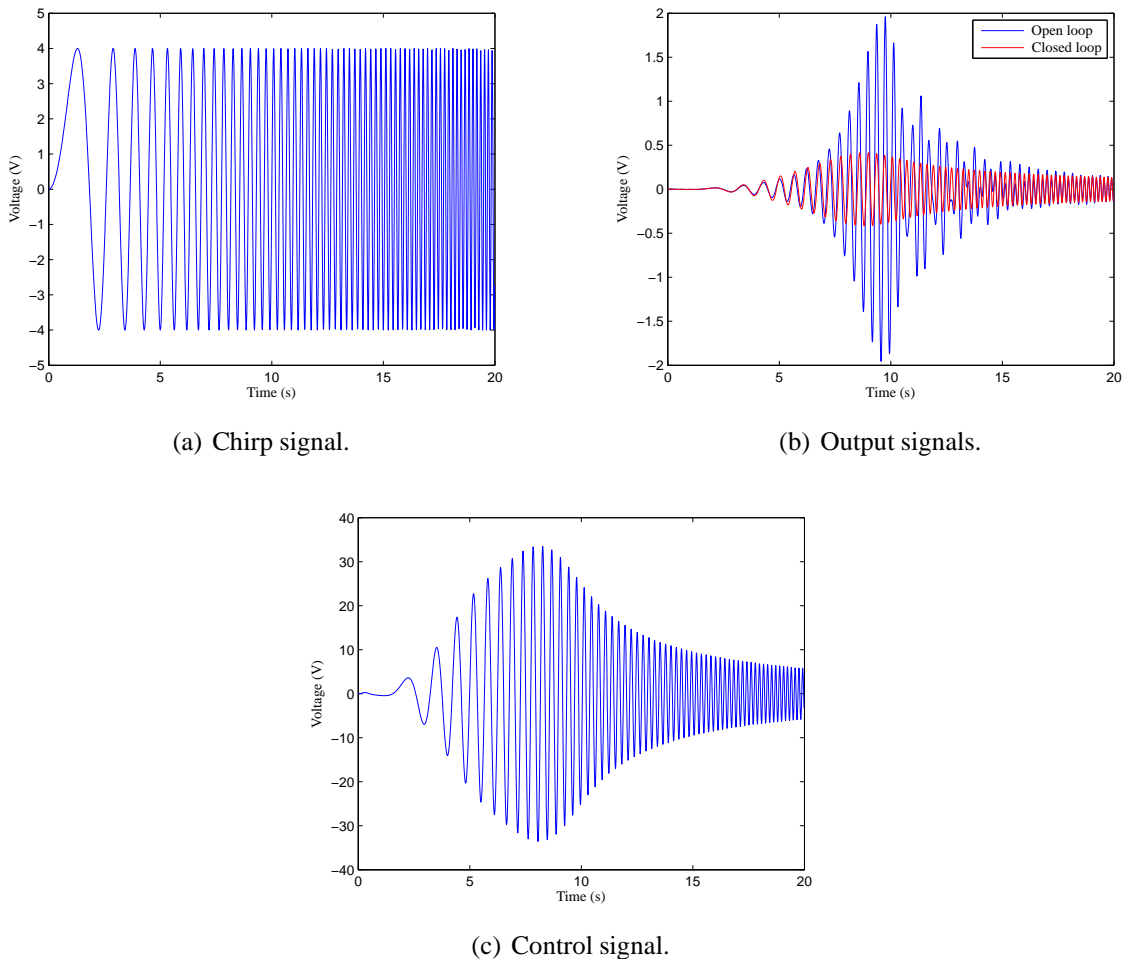 5
4
3
2
1
0
−1
−2
−3
−4
−5
Voltage (V)
0 5 10 15 20
Time (s)
(a) Chirp signal.
2
1.5
1
0.5
0
−0.5
−1
−1.5
−2
Voltage (V)
Open loop
Closed loop
0 5 10 15 20
Time (s)
(b) Output signals.
40
30
20
10
0
−10
−20
−30
−40
Voltage (V)
0 5 10 15 20
Time (s)
(c) Control signal.